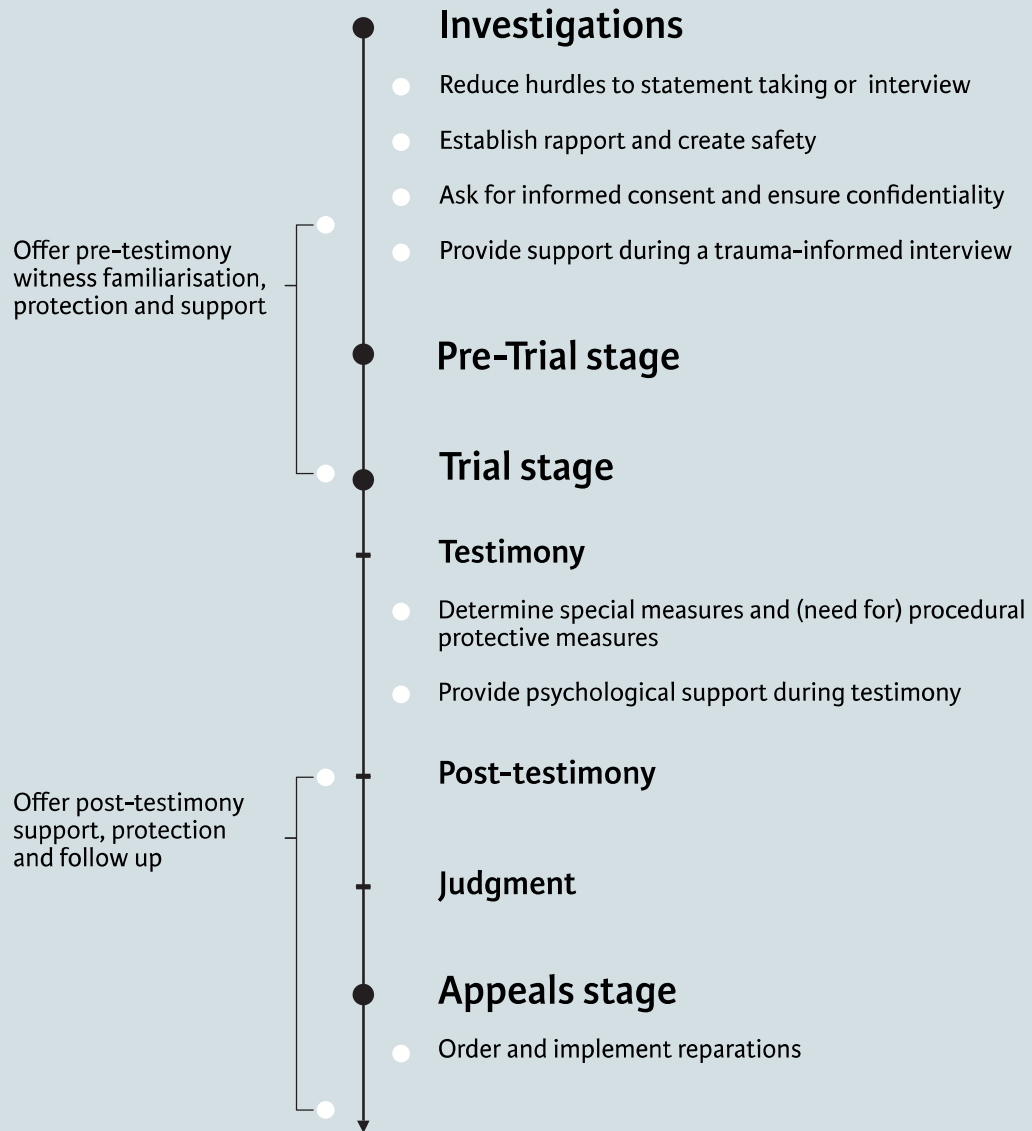 Investigations
Reduce hurdles to statement taking or interview
Establish rapport and create safety
Ask for informed consent and ensure confidentiality
Provide support during a trauma-informed interview
Offer pre-testimony
witness familiarisation,
protection and support
Pre-Trial stage
Trial stage
Testimony
Determine special measures and (need for) procedural
protective measures
Provide psychological support during testimony
Post-testimony
Offer post-testimony
support, protection
and follow up
Judgment
Appeals stage
Order and implement reparations